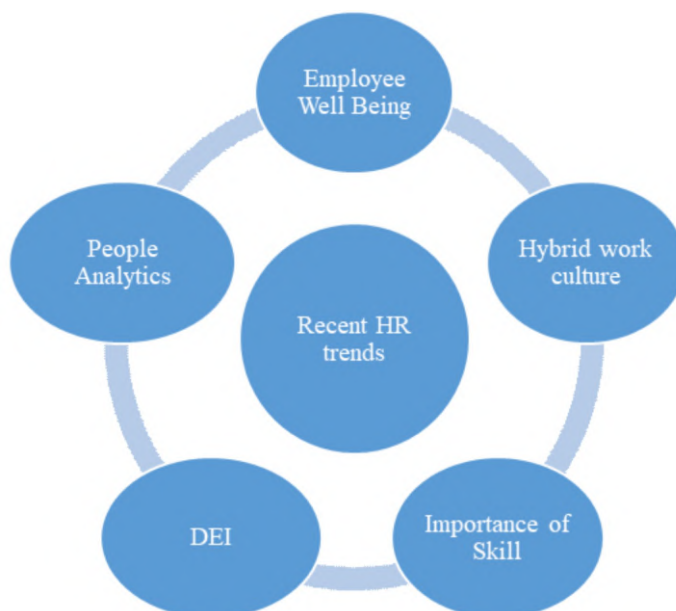 Employee
Well Being
Hybrid work
culture
Importance of
Skill
DEI
People
Analytics
Recent HR
trends